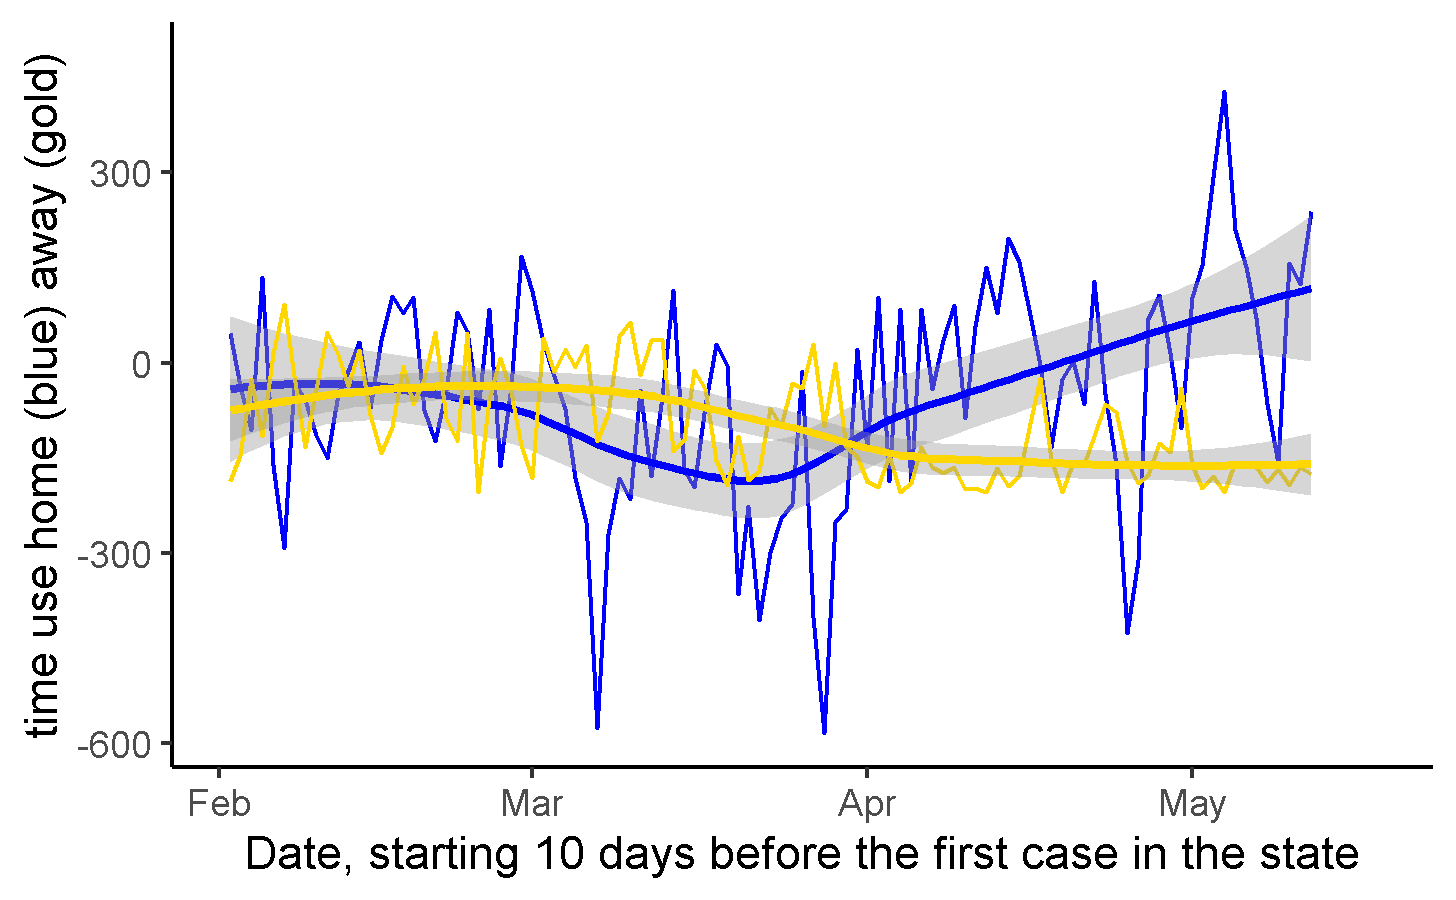 time use home (blue) away (gold)
300
0
-300
-600
Feb Mar Apr May
Date, starting 10 days before the first case in the state